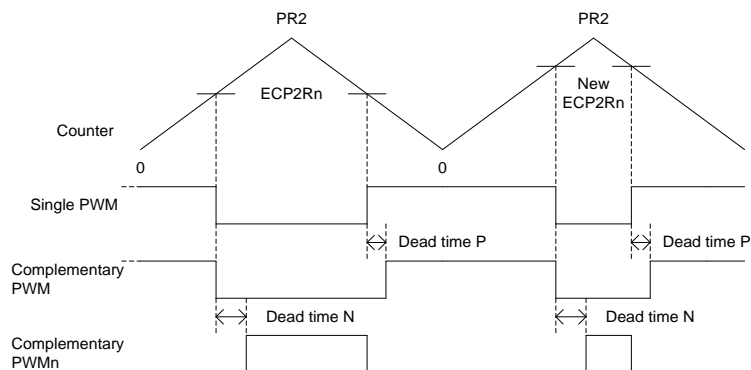 PR2
PR2
ECP2Rn
New
ECP2Rn
Counter
0
0
Single PWM
Dead time P
Dead time P
Complementary
PWM
Dead time N
Dead time N
Complementary
PWMn